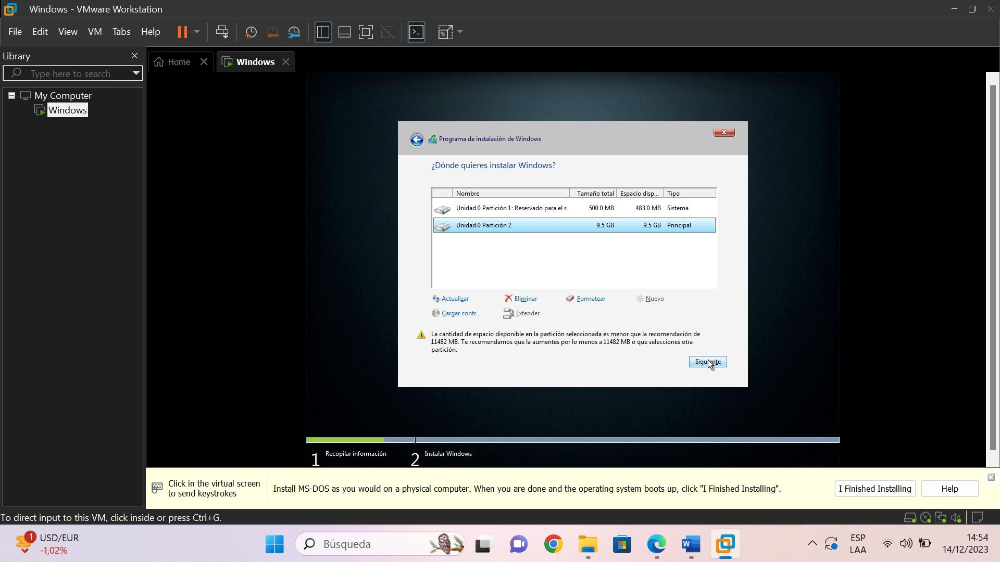 Windows - VMware Workstation
File Edit View VM Tabs Help
Library
Type here to search
My Computer
Windows
Home
Windows
Programa de instalación de Windows
¿Dónde quieres instalar Windows?
Nombre Tamaño total Espacio disp... Tipo
Unidad 0 Partición 1: Reservado para el s 500.0 MB 483.0 MB Sistema
Unidad 0 Partición 2 9.5 GB 9.5 GB Principal
Actualizar Eliminar Formatear Nuevo
Cargar contr. Extender
La cantidad de espacio disponible en la partición seleccionada es menor que la recomendación de
11482 MB. Te recomendamos que la aumentes por lo menos a 11482 MB o que selecciones otra
partición.
Siguiente
1 Recopilar información 2 Instalar Windows
Click in the virtual screen
to send keystrokes
Install MS-DOS as you would on a physical computer. When you are done and the operating system boots up, click "I Finished Installing".
I Finished Installing
Help
To direct input to this VM, click inside or press Ctrl+G.
1
USD/EUR
-1,02%
Búsqueda
ESP
LAA
14:54
14/12/2023